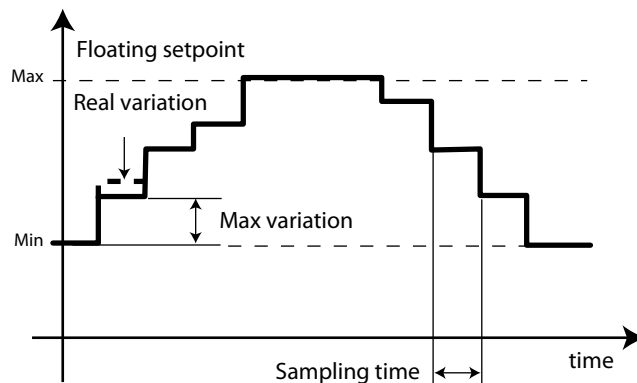 Floating setpoint
Max
Real variation
Max variation
Min
time
Sampling time